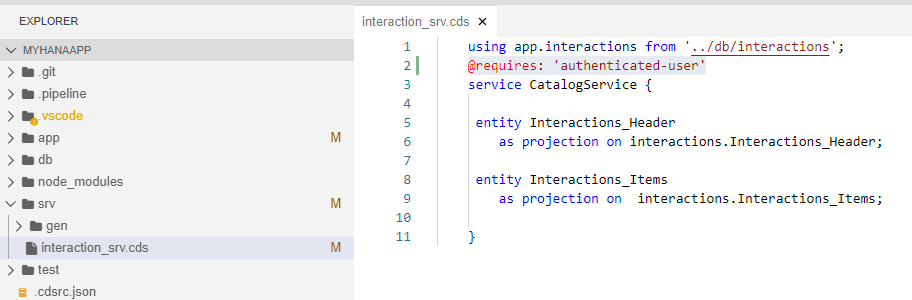 EXPLORER
MYHANAAPP
.git
.pipeline
.vscode
app M
db
node_modules
srv M
gen
interaction_srv.cds M
test
.cdsrc.json
interaction_srv.cds ×
1 using app.interactions from '../db/interactions';
2 @requires: 'authenticated-user'
3 service CatalogService {
4
5 entity Interactions_Header
6 as projection on interactions.Interactions_Header;
7
8 entity Interactions_Items
9 as projection on  interactions.Interactions_Items;
10
11 }